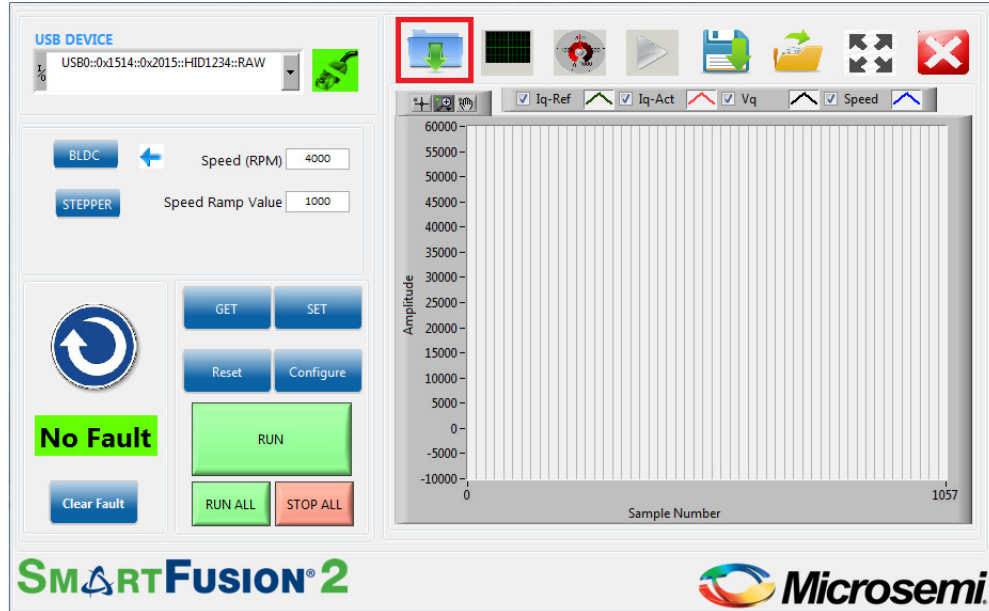 USB DEVICE
I/O
USB0::0x1514::0x2015::HID1234::RAW
BLDC
Speed (RPM)
4000
STEPPER
Speed Ramp Value
1000
GET
SET
Reset
Configure
No Fault
RUN
Clear Fault
RUN ALL
STOP ALL
Iq-Ref
Iq-Act
Vq
Speed
60000
55000
50000
45000
40000
35000
30000
25000
20000
15000
10000
5000
0
-5000
-10000
Amplitude
0
1057
Sample Number
SMARTFUSION® 2
Microsemi.